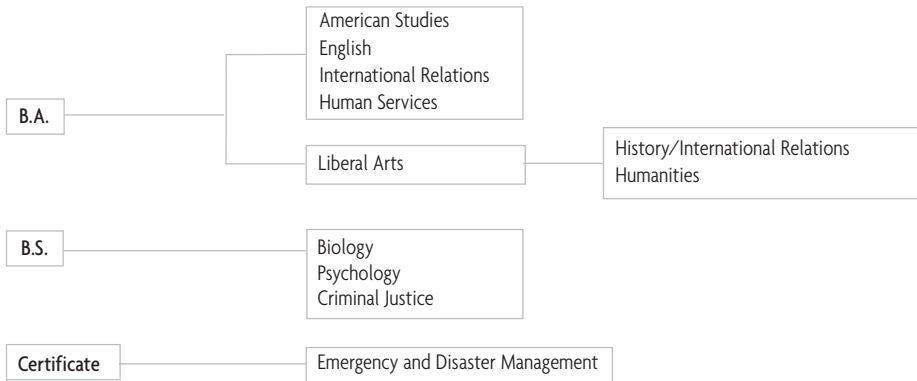 B.A.
American Studies
English
International Relations
Human Services
Liberal Arts
History/International Relations
Humanities
B.S.
Biology
Psychology
Criminal Justice
Certificate
Emergency and Disaster Management